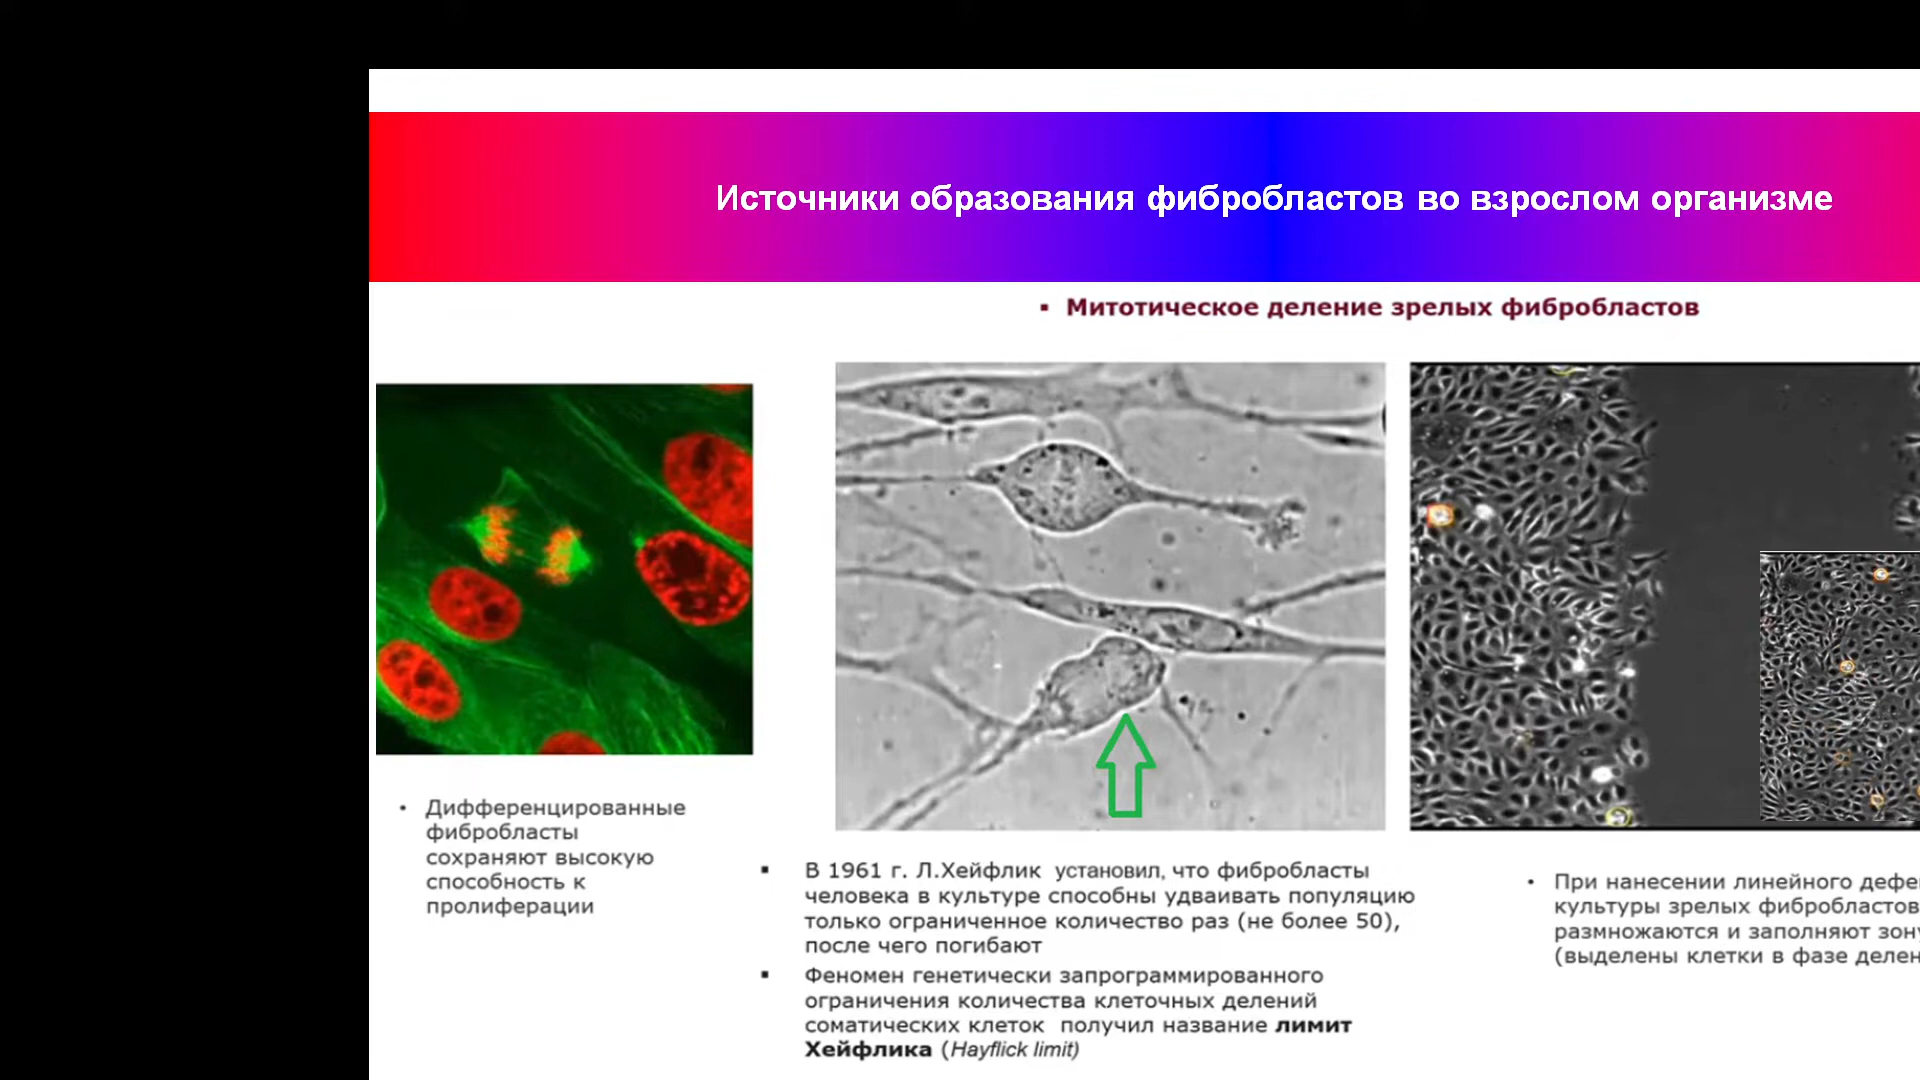 Источники образования фибробластов во взрослом организме
▪ Митотическое деление зрелых фибробластов
• Дифференцированные
фибробласты
сохраняют высокую
способность к
пролиферации
▪ В 1961 г. Л.Хейфлик установил, что фибробласты
человека в культуре способны удваивать популяцию
только ограниченное количество раз (не более 50),
после чего погибают
▪ Феномен генетически запрограммированного
ограничения количества клеточных делений
соматических клеток получил название лимит
Хейфлика (Hayflick limit)
• При нанесении линейного
культуры зрелых фибробластов
размножаются и заполняют
(выделены клетки в фазе